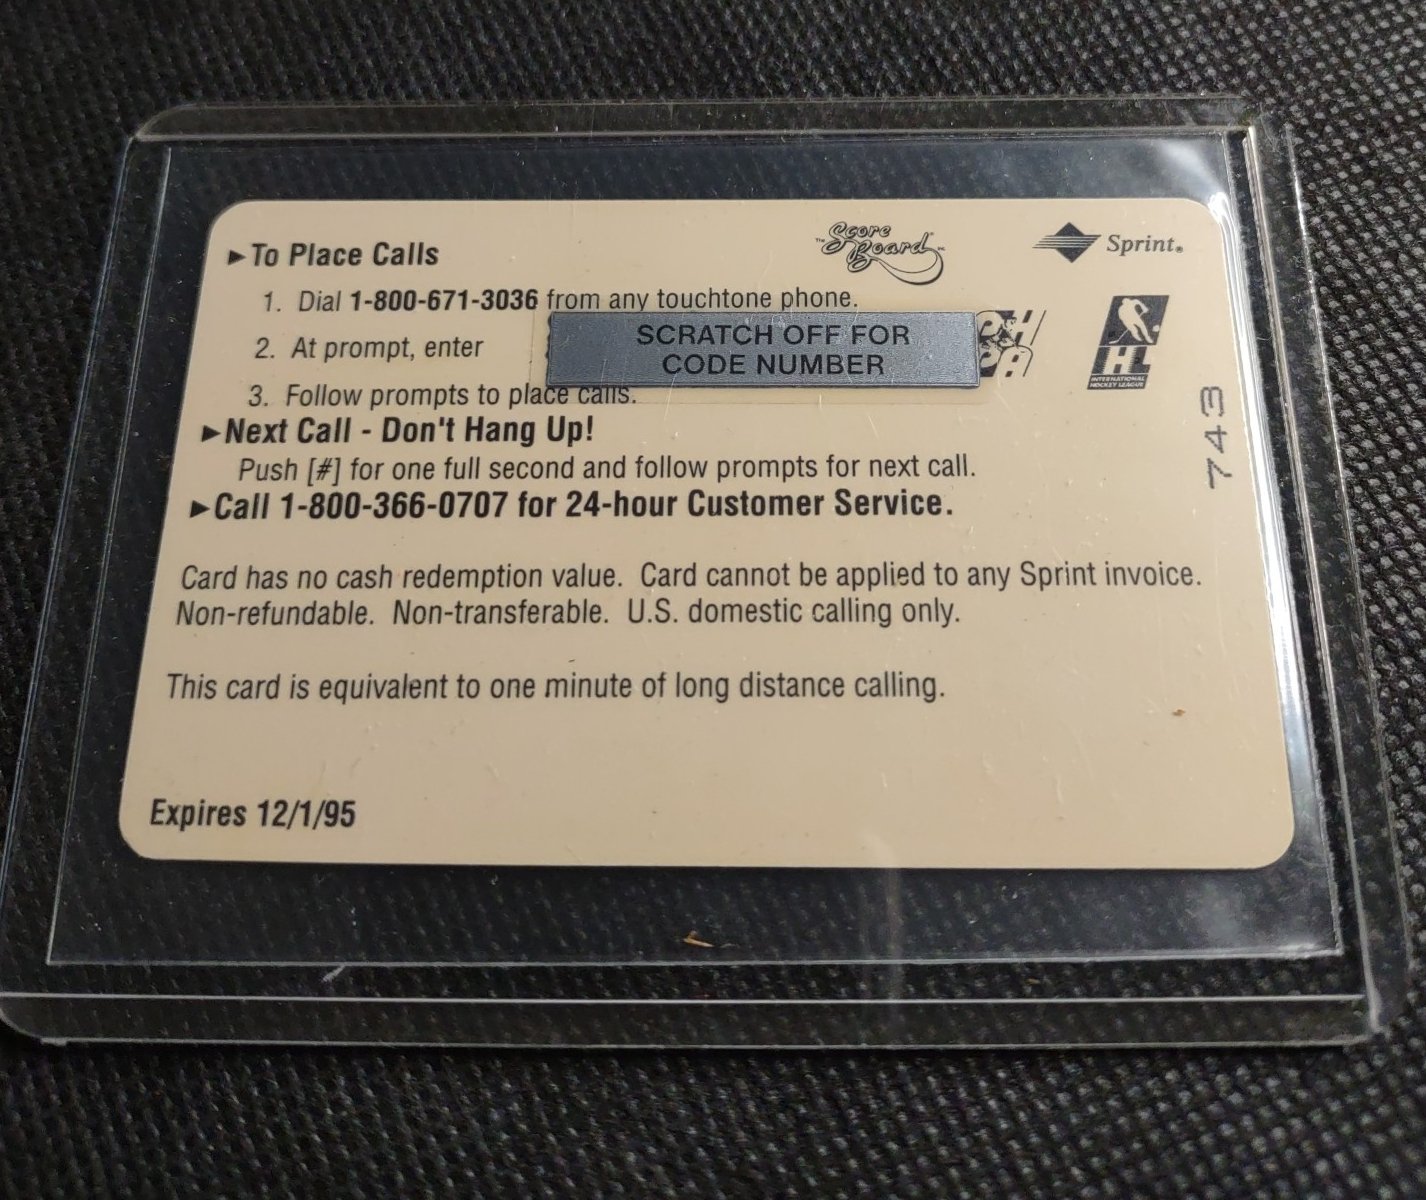 ►To Place Calls
The Score Board Inc.
Sprint®
1. Dial 1-800-671-3036 from any touchtone phone.
2. At prompt, enter
SCRATCH OFF FOR
CODE NUMBER
IHL
INTERNATIONAL
HOCKEY LEAGUE
3. Follow prompts to place calls.
743
►Next Call - Don't Hang Up!
Push [#] for one full second and follow prompts for next call.
►Call 1-800-366-0707 for 24-hour Customer Service.
Card has no cash redemption value. Card cannot be applied to any Sprint invoice.
Non-refundable. Non-transferable. U.S. domestic calling only.
This card is equivalent to one minute of long distance calling.
Expires 12/1/95